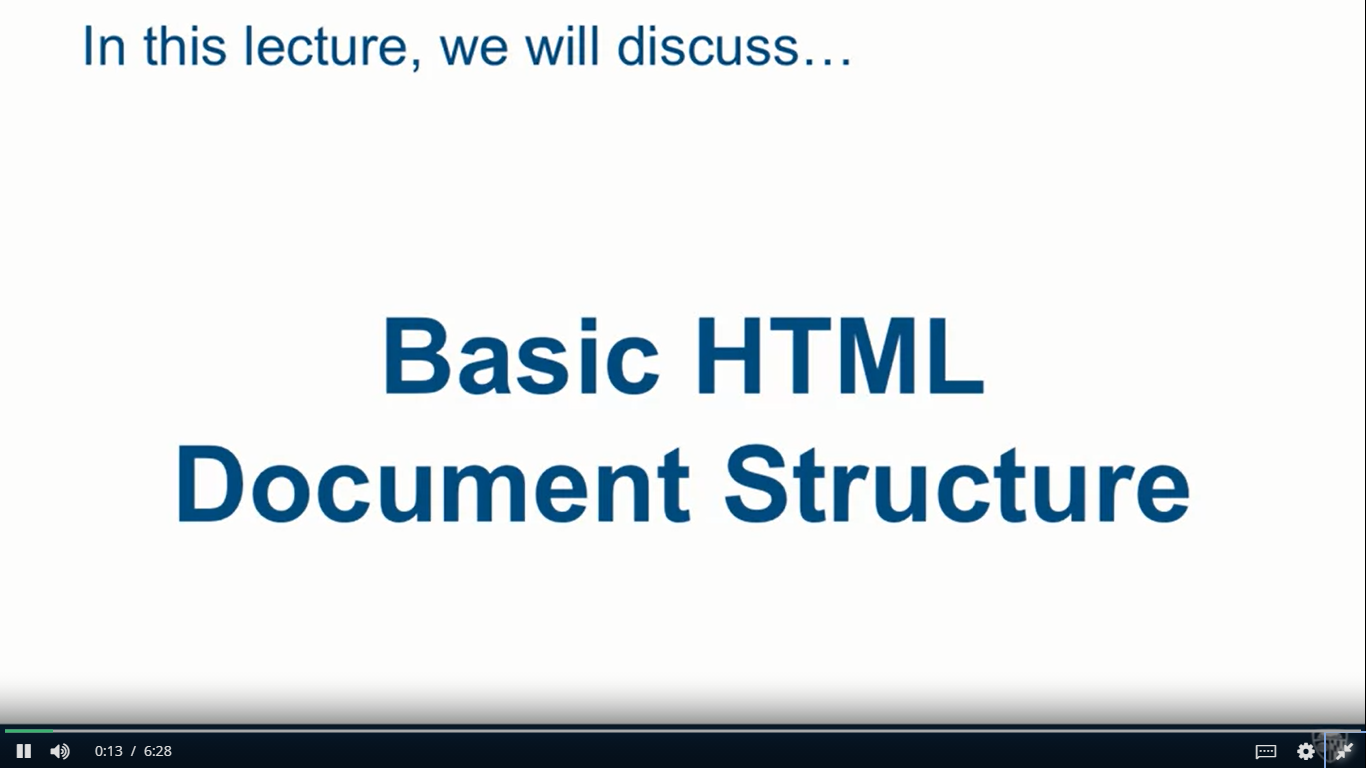 In this lecture, we will discuss…
Basic HTML
Document Structure
0:13 / 6:28